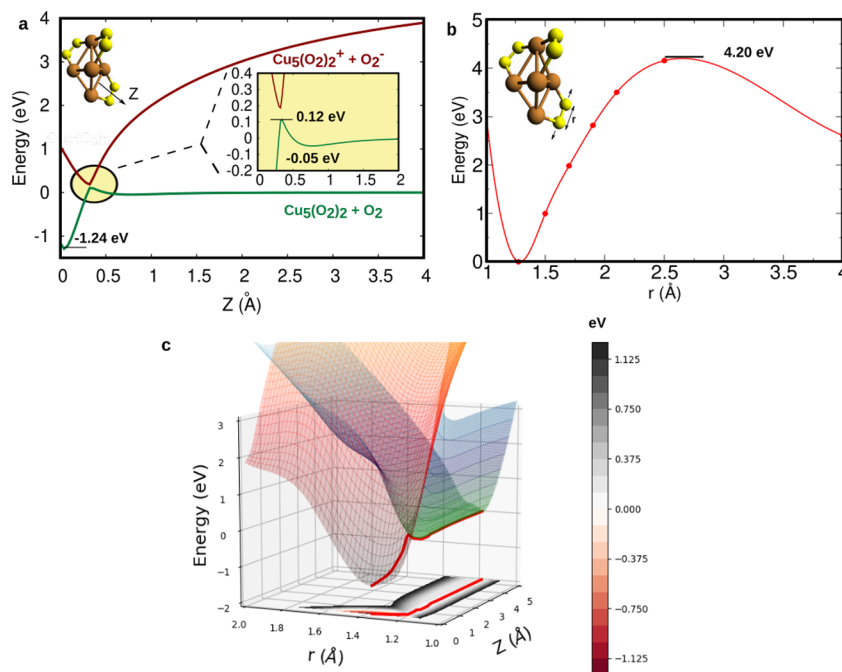 a
4
3
2
1
0
-1
Energy (eV)
Z
Cu5(O2)2+ + O2-
0.4
0.3
0.2
0.1
0
-0.1
-0.2
0.12 eV
-0.05 eV
0 0.5 1 1.5 2
Cu5(O2)2 + O2
-1.24 eV
0 0.5 1 1.5 2 2.5 3 3.5 4
Z (Å)
b
5
4
3
2
1
0
Energy (eV)
r
4.20 eV
1 1.5 2 2.5 3 3.5 4
r (Å)
c
3
2
1
0
−1
−2
Energy (eV)
2.0 1.8 1.6 1.4 1.2 1.0
r (Å)
0 1 2 3 4 5
Z (Å)
eV
1.125
0.750
0.375
0.000
−0.375
−0.750
−1.125